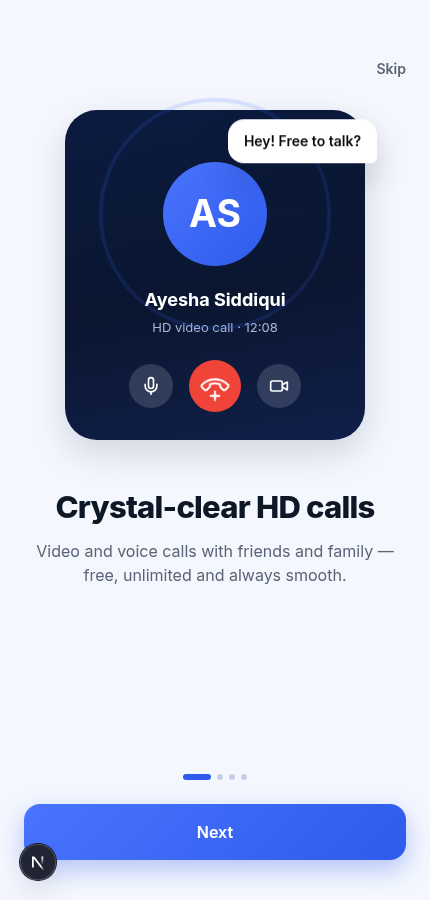 Skip
Hey! Free to talk?
AS
Ayesha Siddiqui
HD video call · 12:08
Crystal-clear HD calls
Video and voice calls with friends and family —
free, unlimited and always smooth.
Next
N